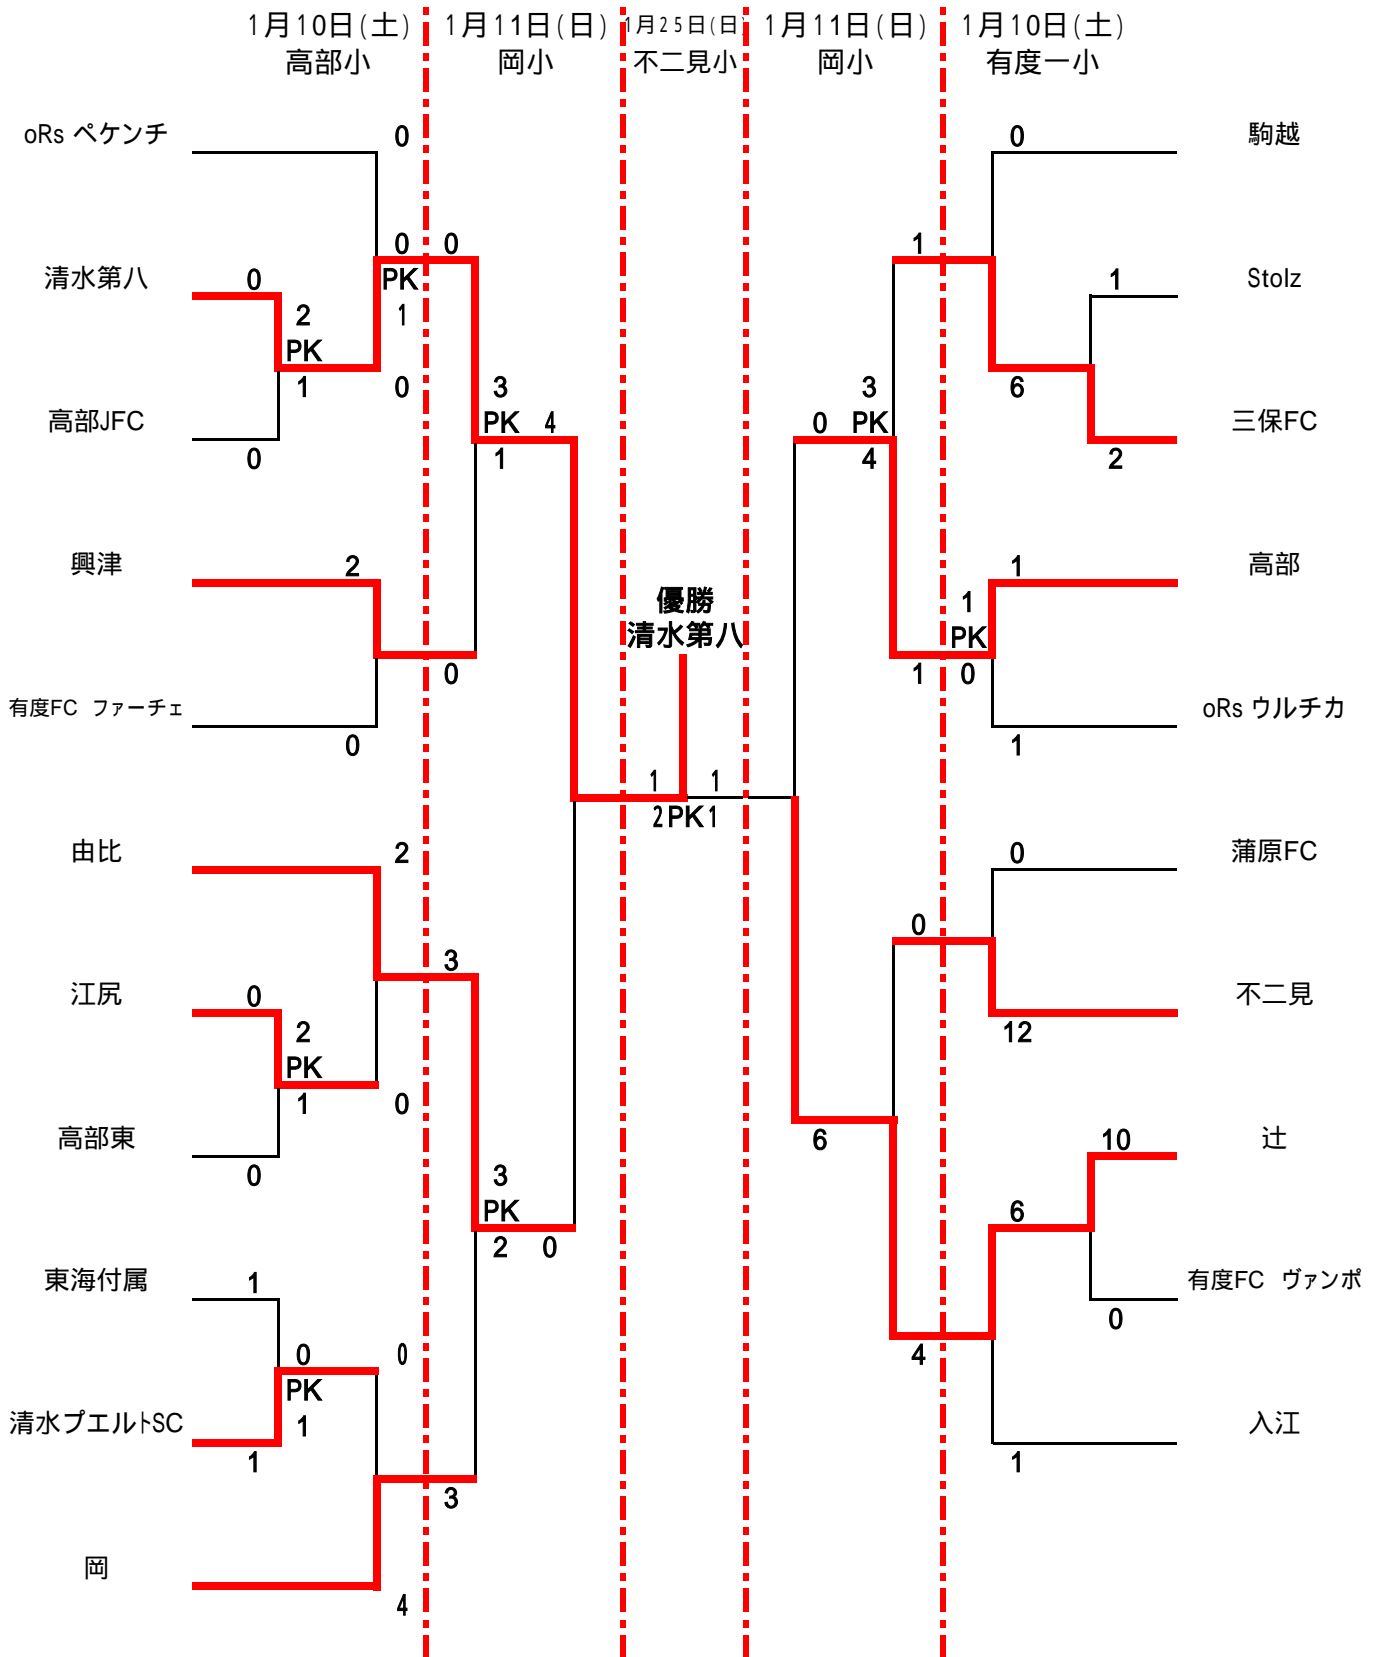 1月10日(土)
高部小
1月11日(日)
岡小
1月25日(日)
不二見小
1月11日(日)
岡小
1月10日(土)
有度一小
oRs ペケンチ
0
清水第八
0
2
PK
1
高部JFC
0
0
PK
1
0
0
興津
2
有度FC ファーチェ
0
0
3
PK
1
4
由比
2
江尻
0
2
PK
1
高部東
0
0
3
東海付属
1
0
PK
1
清水プエルトSC
1
0
岡
4
3
3
PK
2
0
優勝
清水第八
1
1
2PK1
駒越
0
Stolz
1
三保FC
2
6
1
高部
1
1
PK
0
oRs ウルチカ
1
1
0
3
PK
4
蒲原FC
0
不二見
12
0
辻
10
有度FC ヴァンポ
0
6
入江
1
4
6